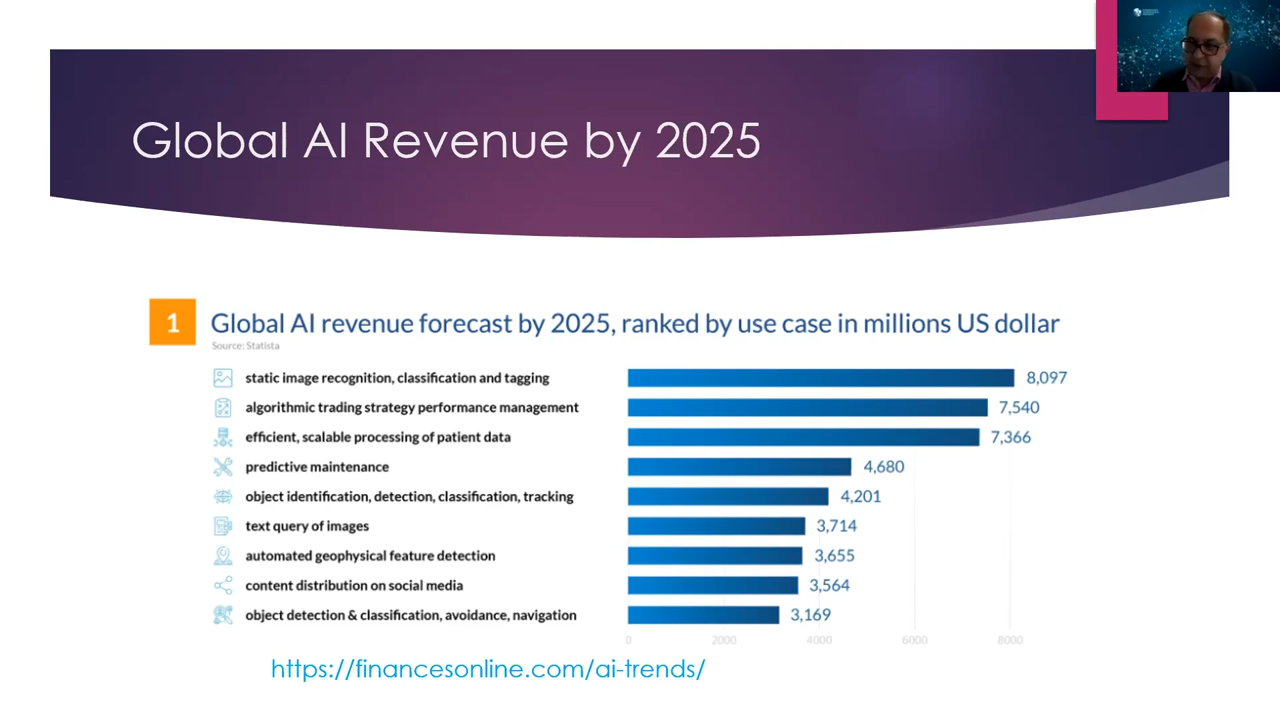 Global AI Revenue by 2025
1
Global AI revenue forecast by 2025, ranked by use case in millions US dollar
Source: Statista
static image recognition, classification and tagging 8,097
algorithmic trading strategy performance management 7,540
efficient, scalable processing of patient data 7,366
predictive maintenance 4,680
object identification, detection, classification, tracking 4,201
text query of images 3,714
automated geophysical feature detection 3,655
content distribution on social media 3,564
object detection & classification, avoidance, navigation 3,169
0 2000 4000 6000 8000
https://financesonline.com/ai-trends/